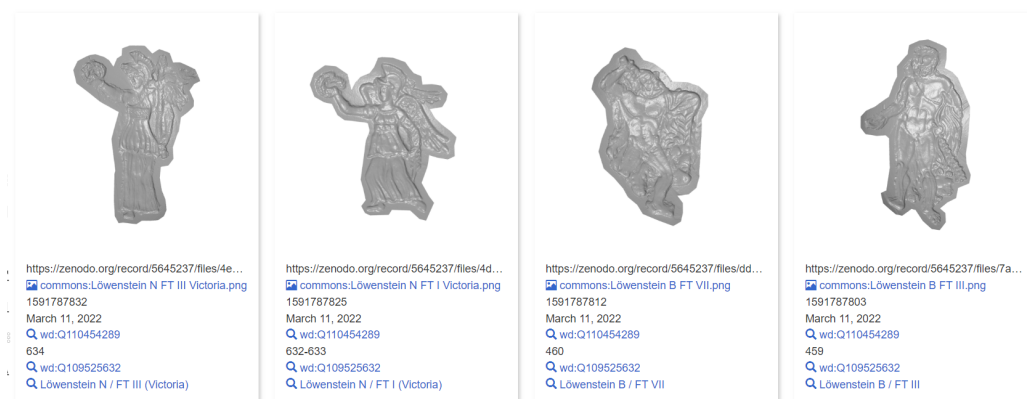 https://zenodo.org/record/5645237/files/4e…
commons:Löwenstein N FT III Victoria.png
1591787832
March 11, 2022
wd:Q110454289
634
wd:Q109525632
Löwenstein N / FT III (Victoria)
https://zenodo.org/record/5645237/files/4d…
commons:Löwenstein N FT I Victoria.png
1591787825
March 11, 2022
wd:Q110454289
632-633
wd:Q109525632
Löwenstein N / FT I (Victoria)
https://zenodo.org/record/5645237/files/dd…
commons:Löwenstein B FT VII.png
1591787812
March 11, 2022
wd:Q110454289
460
wd:Q109525632
Löwenstein B / FT VII
https://zenodo.org/record/5645237/files/7a…
commons:Löwenstein B FT III.png
1591787803
March 11, 2022
wd:Q110454289
459
wd:Q109525632
Löwenstein B / FT III